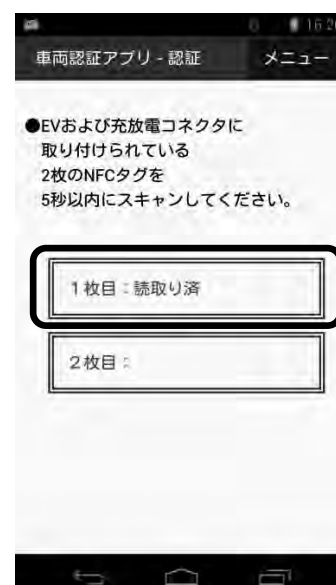 16:20
車両認証アプリ - 認証 メニュー
●EVおよび充放電コネクタに
取り付けられている
2枚のNFCタグを
5秒以内にスキャンしてください。
1枚目：読取り済
2枚目：